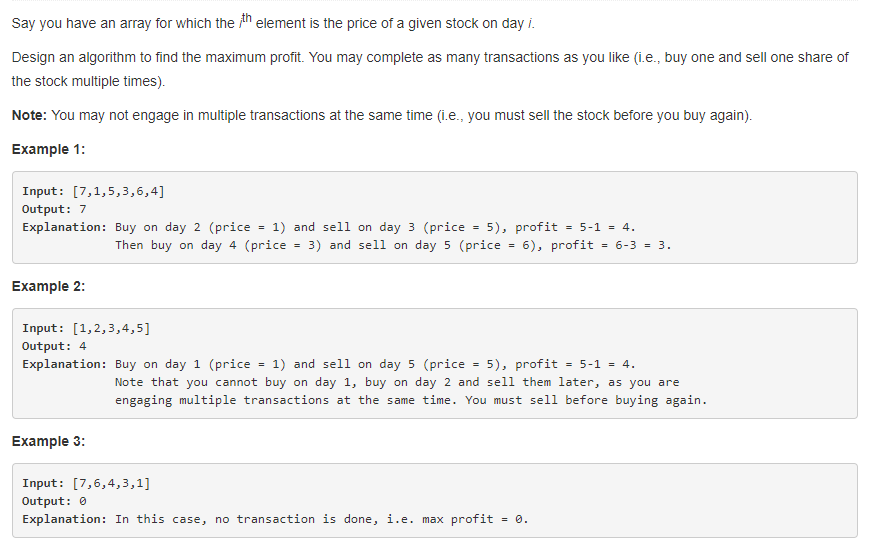 Say you have an array for which the ith element is the price of a given stock on day i.
Design an algorithm to find the maximum profit. You may complete as many transactions as you like (i.e., buy one and sell one share of
the stock multiple times).
Note: You may not engage in multiple transactions at the same time (i.e., you must sell the stock before you buy again).
Example 1:
Input: [7,1,5,3,6,4]
Output: 7
Explanation: Buy on day 2 (price = 1) and sell on day 3 (price = 5), profit = 5-1 = 4.
Then buy on day 4 (price = 3) and sell on day 5 (price = 6), profit = 6-3 = 3.
Example 2:
Input: [1,2,3,4,5]
Output: 4
Explanation: Buy on day 1 (price = 1) and sell on day 5 (price = 5), profit = 5-1 = 4.
Note that you cannot buy on day 1, buy on day 2 and sell them later, as you are
engaging multiple transactions at the same time. You must sell before buying again.
Example 3:
Input: [7,6,4,3,1]
Output: 0
Explanation: In this case, no transaction is done, i.e. max profit = 0.